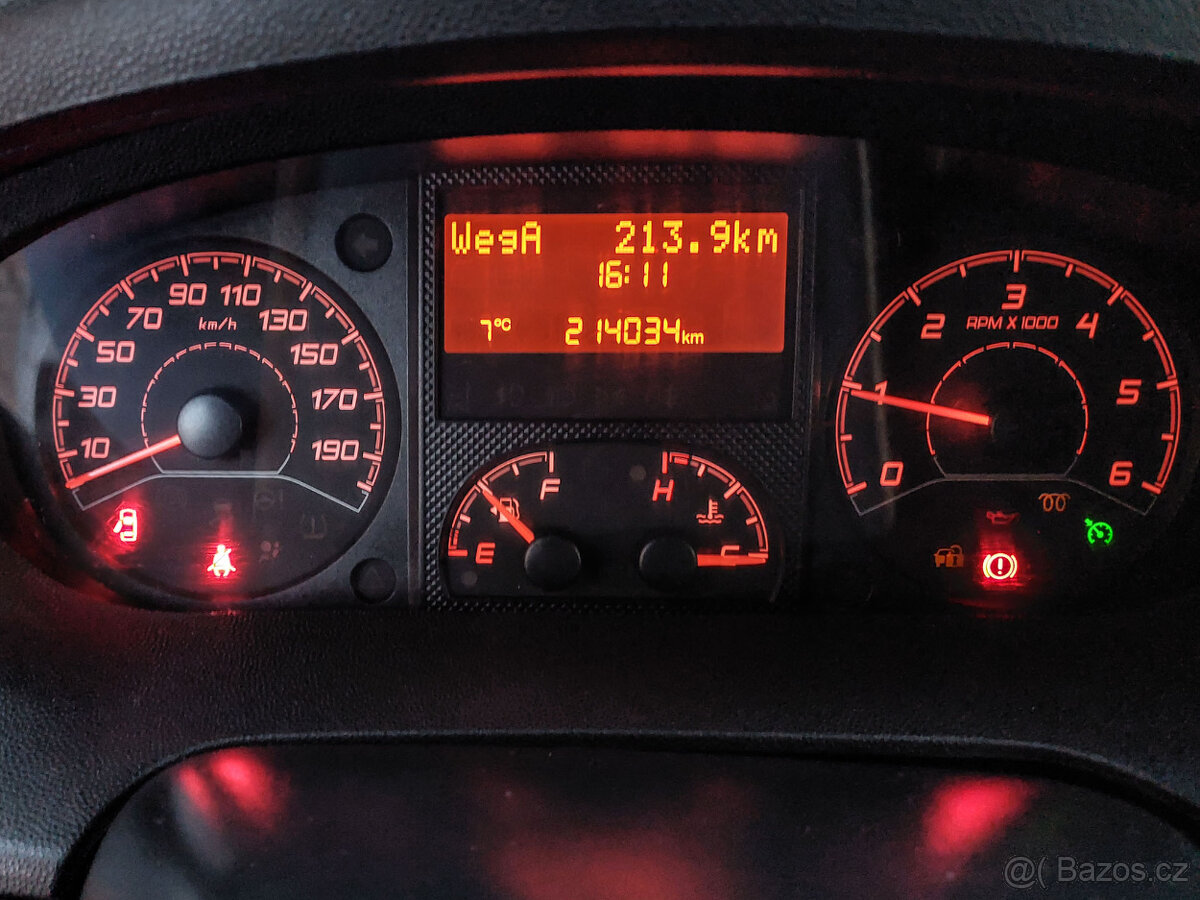 WegA 213.9km
16:11
7°C 214034km
10 30 50 70 90 110 130 150 170 190
km/h
F
E
H
C
0 1 2 3 4 5 6
RPM X 1000
@( Bazos.cz